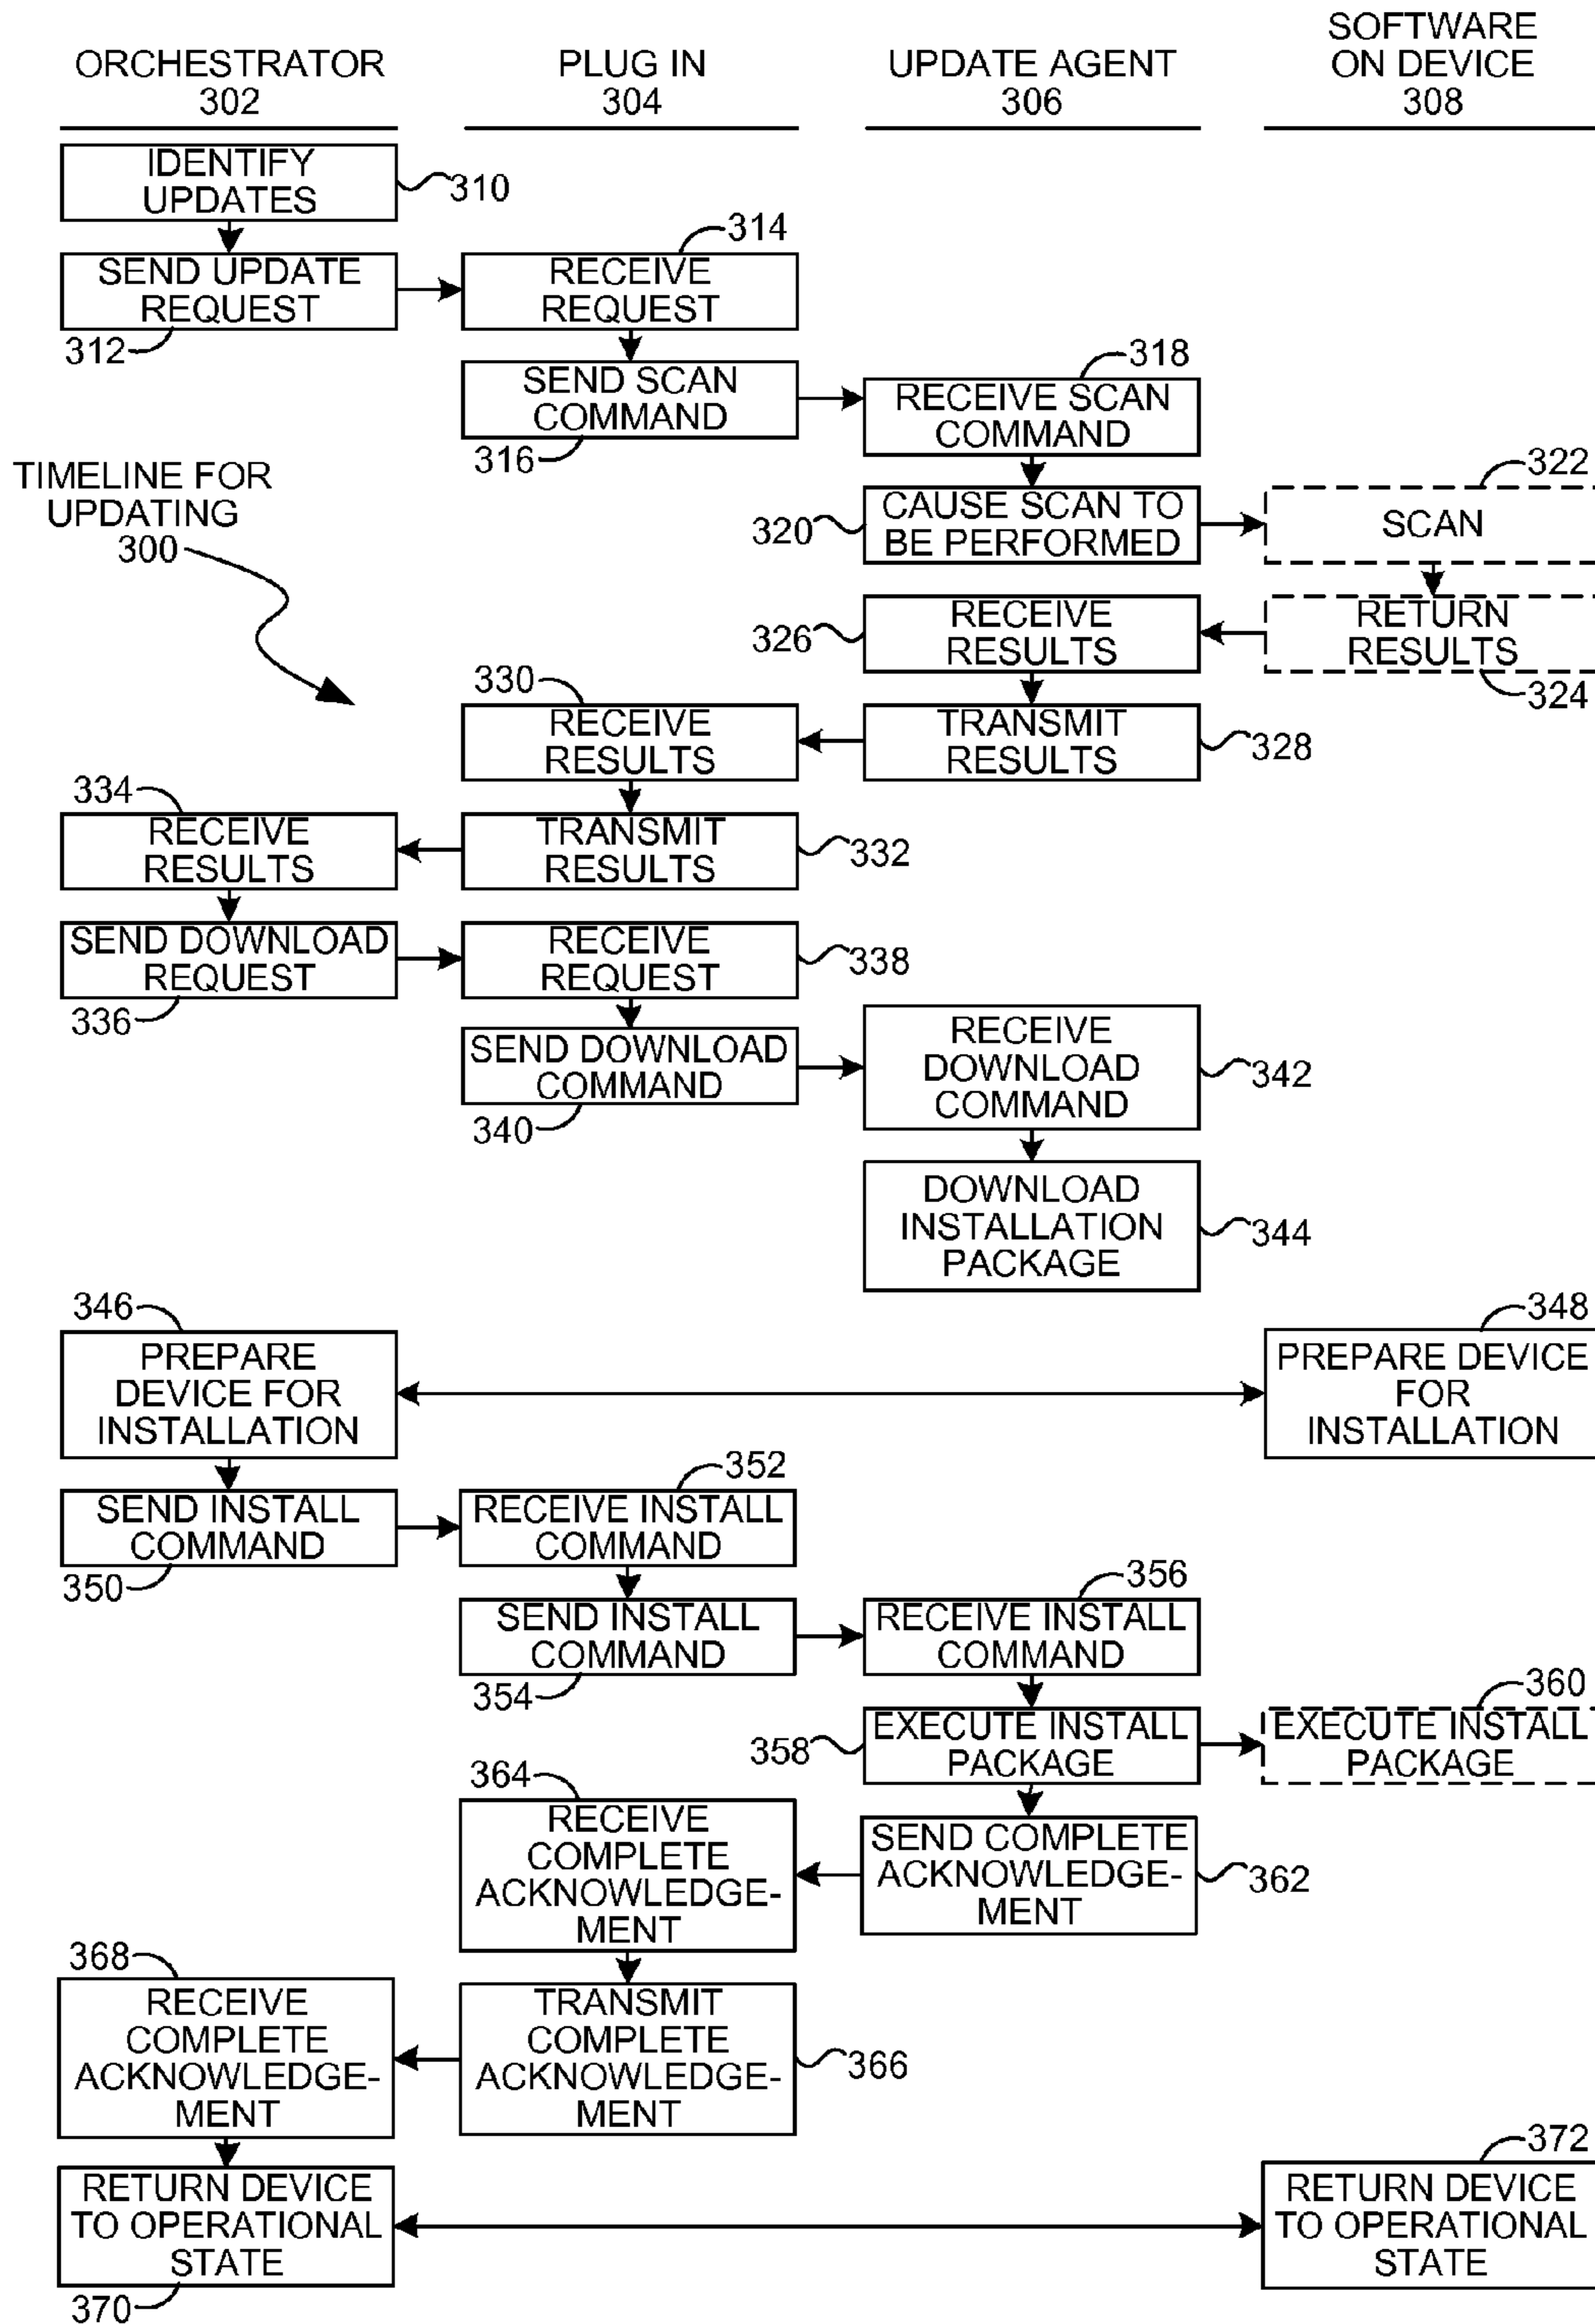 ORCHESTRATOR
302
PLUG IN
304
UPDATE AGENT
306
SOFTWARE
ON DEVICE
308
IDENTIFY
UPDATES
310
SEND UPDATE
REQUEST
312
314
RECEIVE
REQUEST
SEND SCAN
COMMAND
316
318
RECEIVE SCAN
COMMAND
TIMELINE FOR
UPDATING
300
320
CAUSE SCAN TO
BE PERFORMED
322
SCAN
RETURN
RESULTS
324
326
RECEIVE
RESULTS
TRANSMIT
RESULTS
328
330
RECEIVE
RESULTS
TRANSMIT
RESULTS
332
334
RECEIVE
RESULTS
SEND DOWNLOAD
REQUEST
336
RECEIVE
REQUEST
338
SEND DOWNLOAD
COMMAND
340
RECEIVE
DOWNLOAD
COMMAND
342
DOWNLOAD
INSTALLATION
PACKAGE
344
346
PREPARE
DEVICE FOR
INSTALLATION
348
PREPARE DEVICE
FOR
INSTALLATION
SEND INSTALL
COMMAND
350
352
RECEIVE INSTALL
COMMAND
SEND INSTALL
COMMAND
354
356
RECEIVE INSTALL
COMMAND
358
EXECUTE INSTALL
PACKAGE
360
EXECUTE INSTALL
PACKAGE
SEND COMPLETE
ACKNOWLEDGE-
MENT
362
364
RECEIVE
COMPLETE
ACKNOWLEDGE-
MENT
TRANSMIT
COMPLETE
ACKNOWLEDGE-
MENT
366
368
RECEIVE
COMPLETE
ACKNOWLEDGE-
MENT
RETURN DEVICE
TO OPERATIONAL
STATE
370
372
RETURN DEVICE
TO OPERATIONAL
STATE